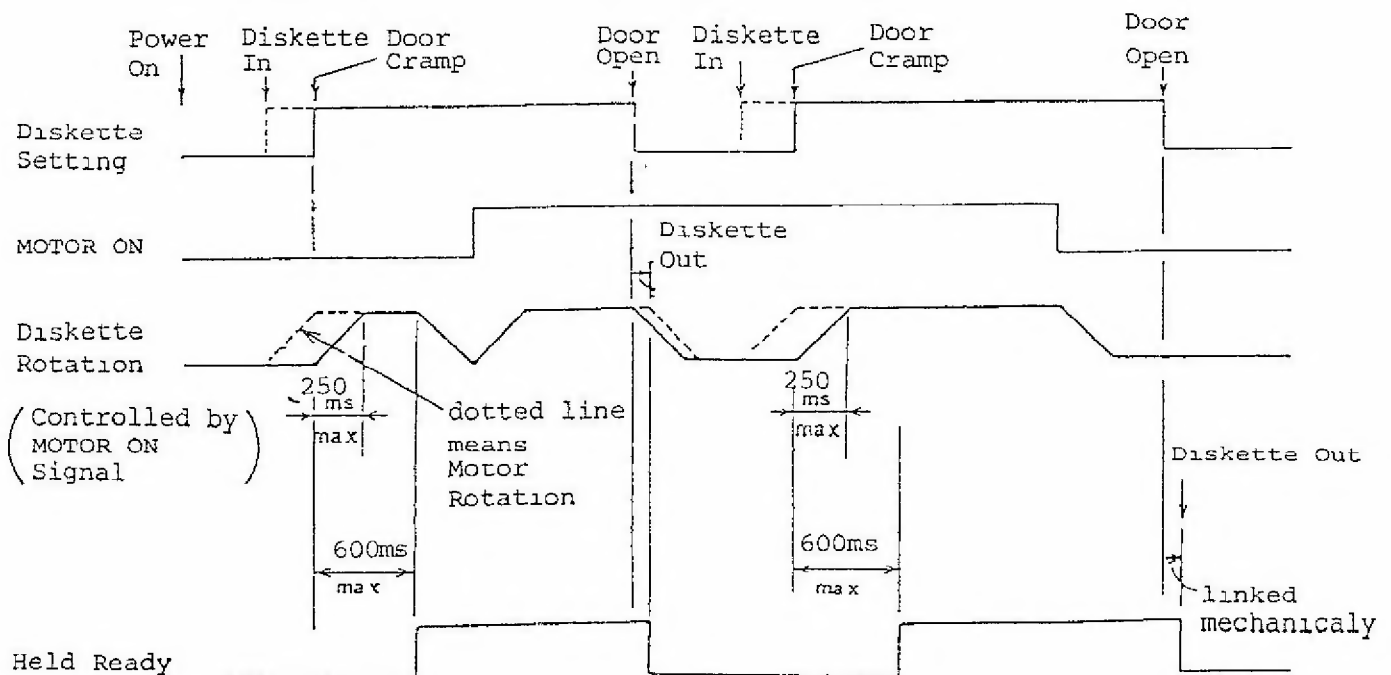 Power On
Diskette In
Door Cramp
Door Open
Diskette In
Door Cramp
Door Open
Diskette Setting
MOTOR ON
Diskette Out
Diskette Rotation
(Controlled by MOTOR ON Signal)
250 ms max
dotted line means Motor Rotation
250 ms max
Diskette Out
600ms max
600ms max
linked mechanicaly
Held Ready